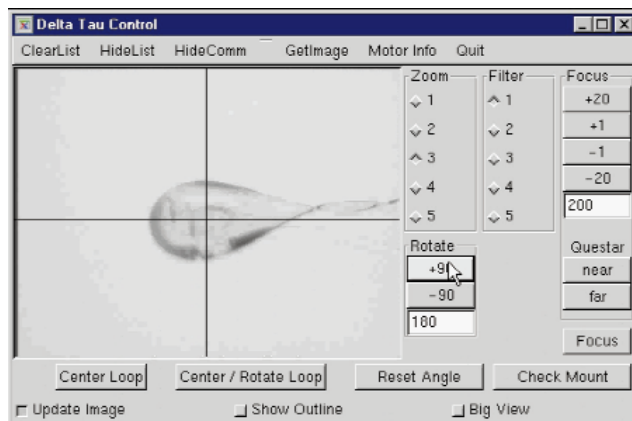 Delta Tau Control
ClearList HideList HideComm GetImage Motor Info Quit
Zoom
1
2
3
4
5
Filter
1
2
3
4
5
Focus
+20
+1
-1
-20
200
Rotate
+90
-90
180
Questar
near
far
Focus
Center Loop Center / Rotate Loop Reset Angle Check Mount
Update Image Show Outline Big View